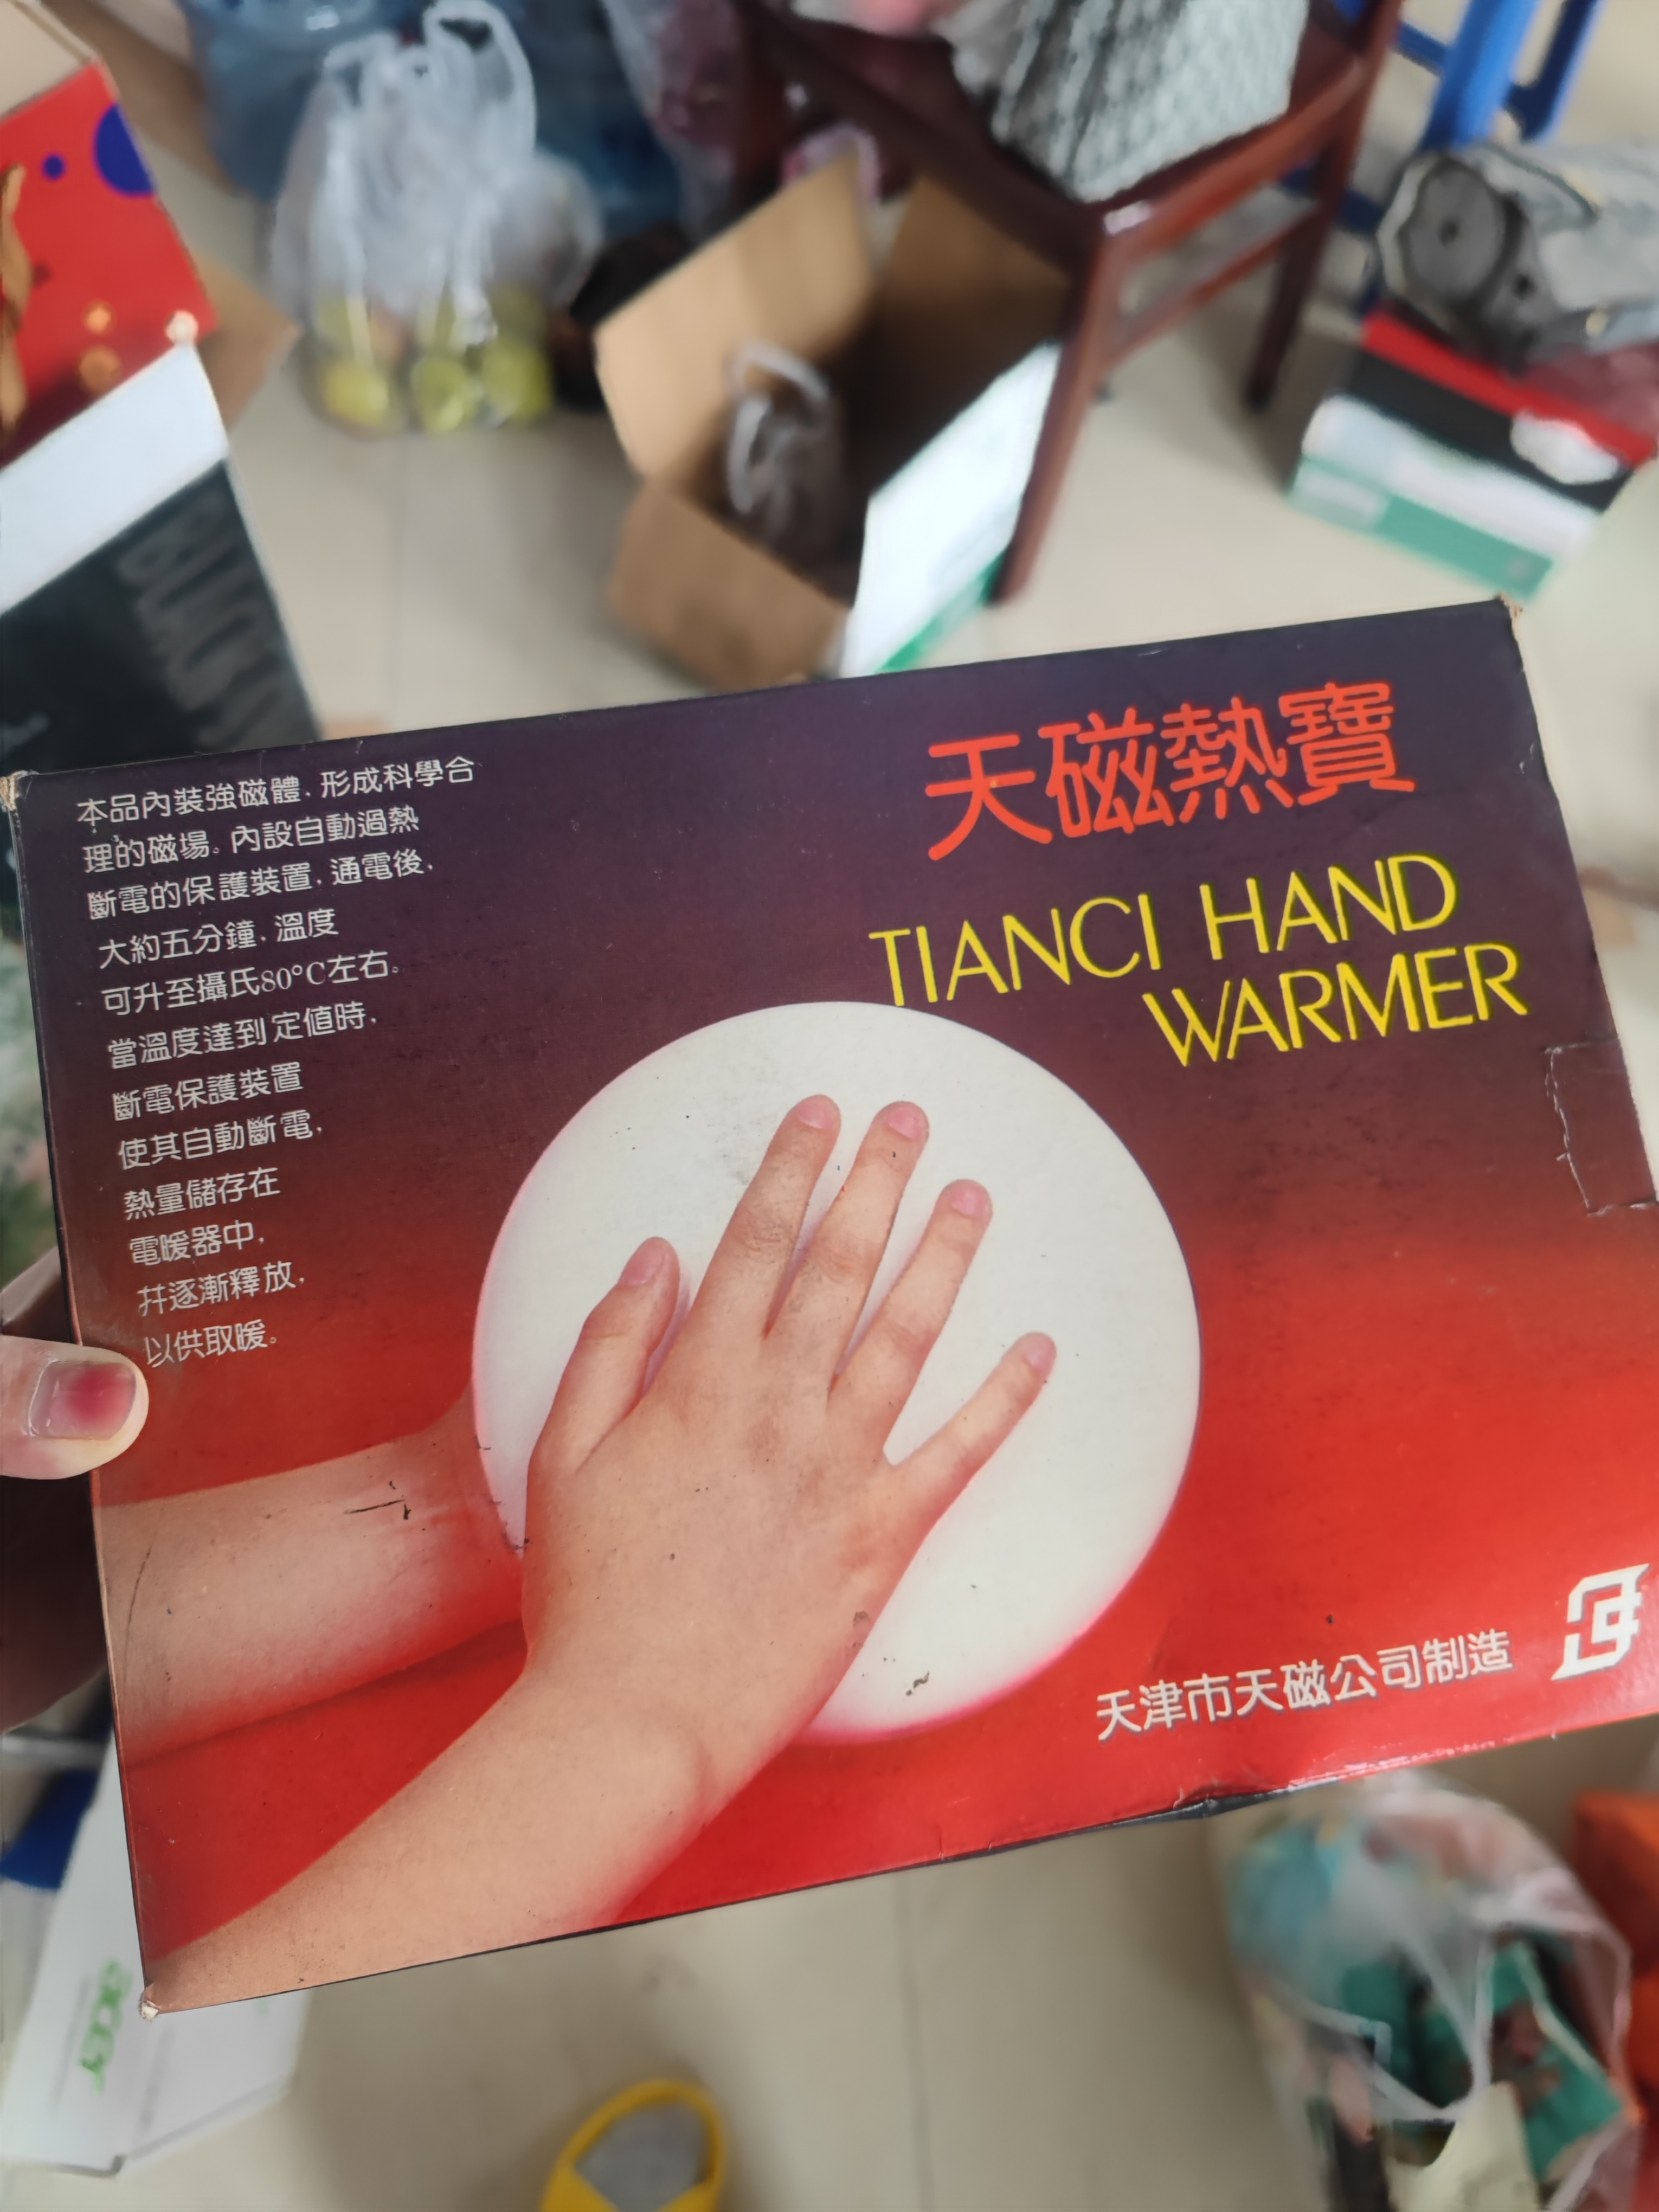 天磁熱寶
TIANCI HAND
WARMER
本品內裝強磁體，形成科學合
理的磁場。內設自動過熱
斷電的保護裝置，通電後，
大約五分鐘，溫度
可升至攝氏80°C左右。
當溫度達到定值時，
斷電保護裝置
使其自動斷電，
熱量儲存在
電暖器中，
幷逐漸釋放，
以供取暖。
天津市天磁公司制造
acer